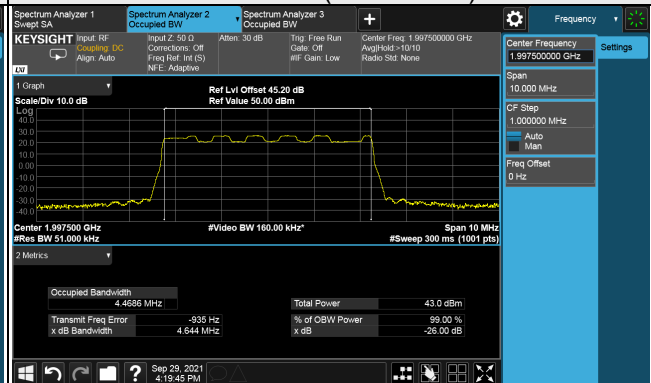 Spectrum Analyzer 1
Swept SA
Spectrum Analyzer 2
Occupied BW
Spectrum Analyzer 3
Occupied BW
Frequency
KEYSIGHT
LXI
Input: RF
Coupling: DC
Align: Auto
Input Z: 50 Ω
Corrections: Off
Freq Ref: Int (S)
NFE: Adaptive
Atten: 30 dB
Trig: Free Run
Gate: Off
#IF Gain: Low
Center Freq: 1.997500000 GHz
Avg|Hold:>10/10
Radio Std: None
Center Frequency
1.997500000 GHz
Settings
Span
10.000 MHz
CF Step
1.000000 MHz
Auto
Man
Freq Offset
0 Hz
1 Graph
Scale/Div 10.0 dB
Ref Lvl Offset 45.20 dB
Ref Value 50.00 dBm
Log
40.0
30.0
20.0
10.0
0.00
-10.0
-20.0
-30.0
-40.0
Center 1.997500 GHz
#Res BW 51.000 kHz
#Video BW 160.00 kHz*
Span 10 MHz
#Sweep 300 ms (1001 pts)
2 Metrics
Occupied Bandwidth
4.4686 MHz
Total Power 43.0 dBm
Transmit Freq Error -935 Hz
% of OBW Power 99.00 %
x dB Bandwidth 4.644 MHz
x dB -26.00 dB
Sep 29, 2021
4:19:45 PM